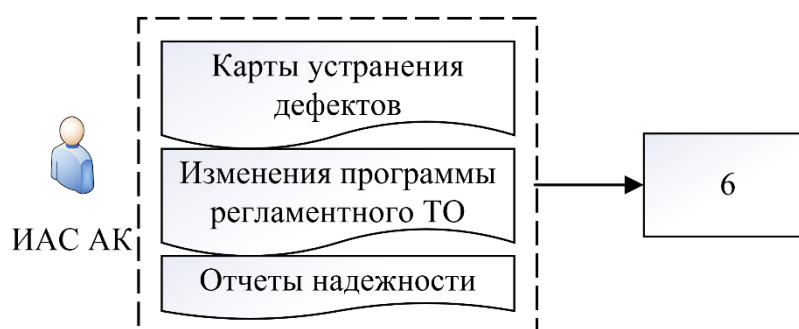 Карты устранения
дефектов
Изменения программы
регламентного ТО
ИАС АК
Отчеты надежности
6